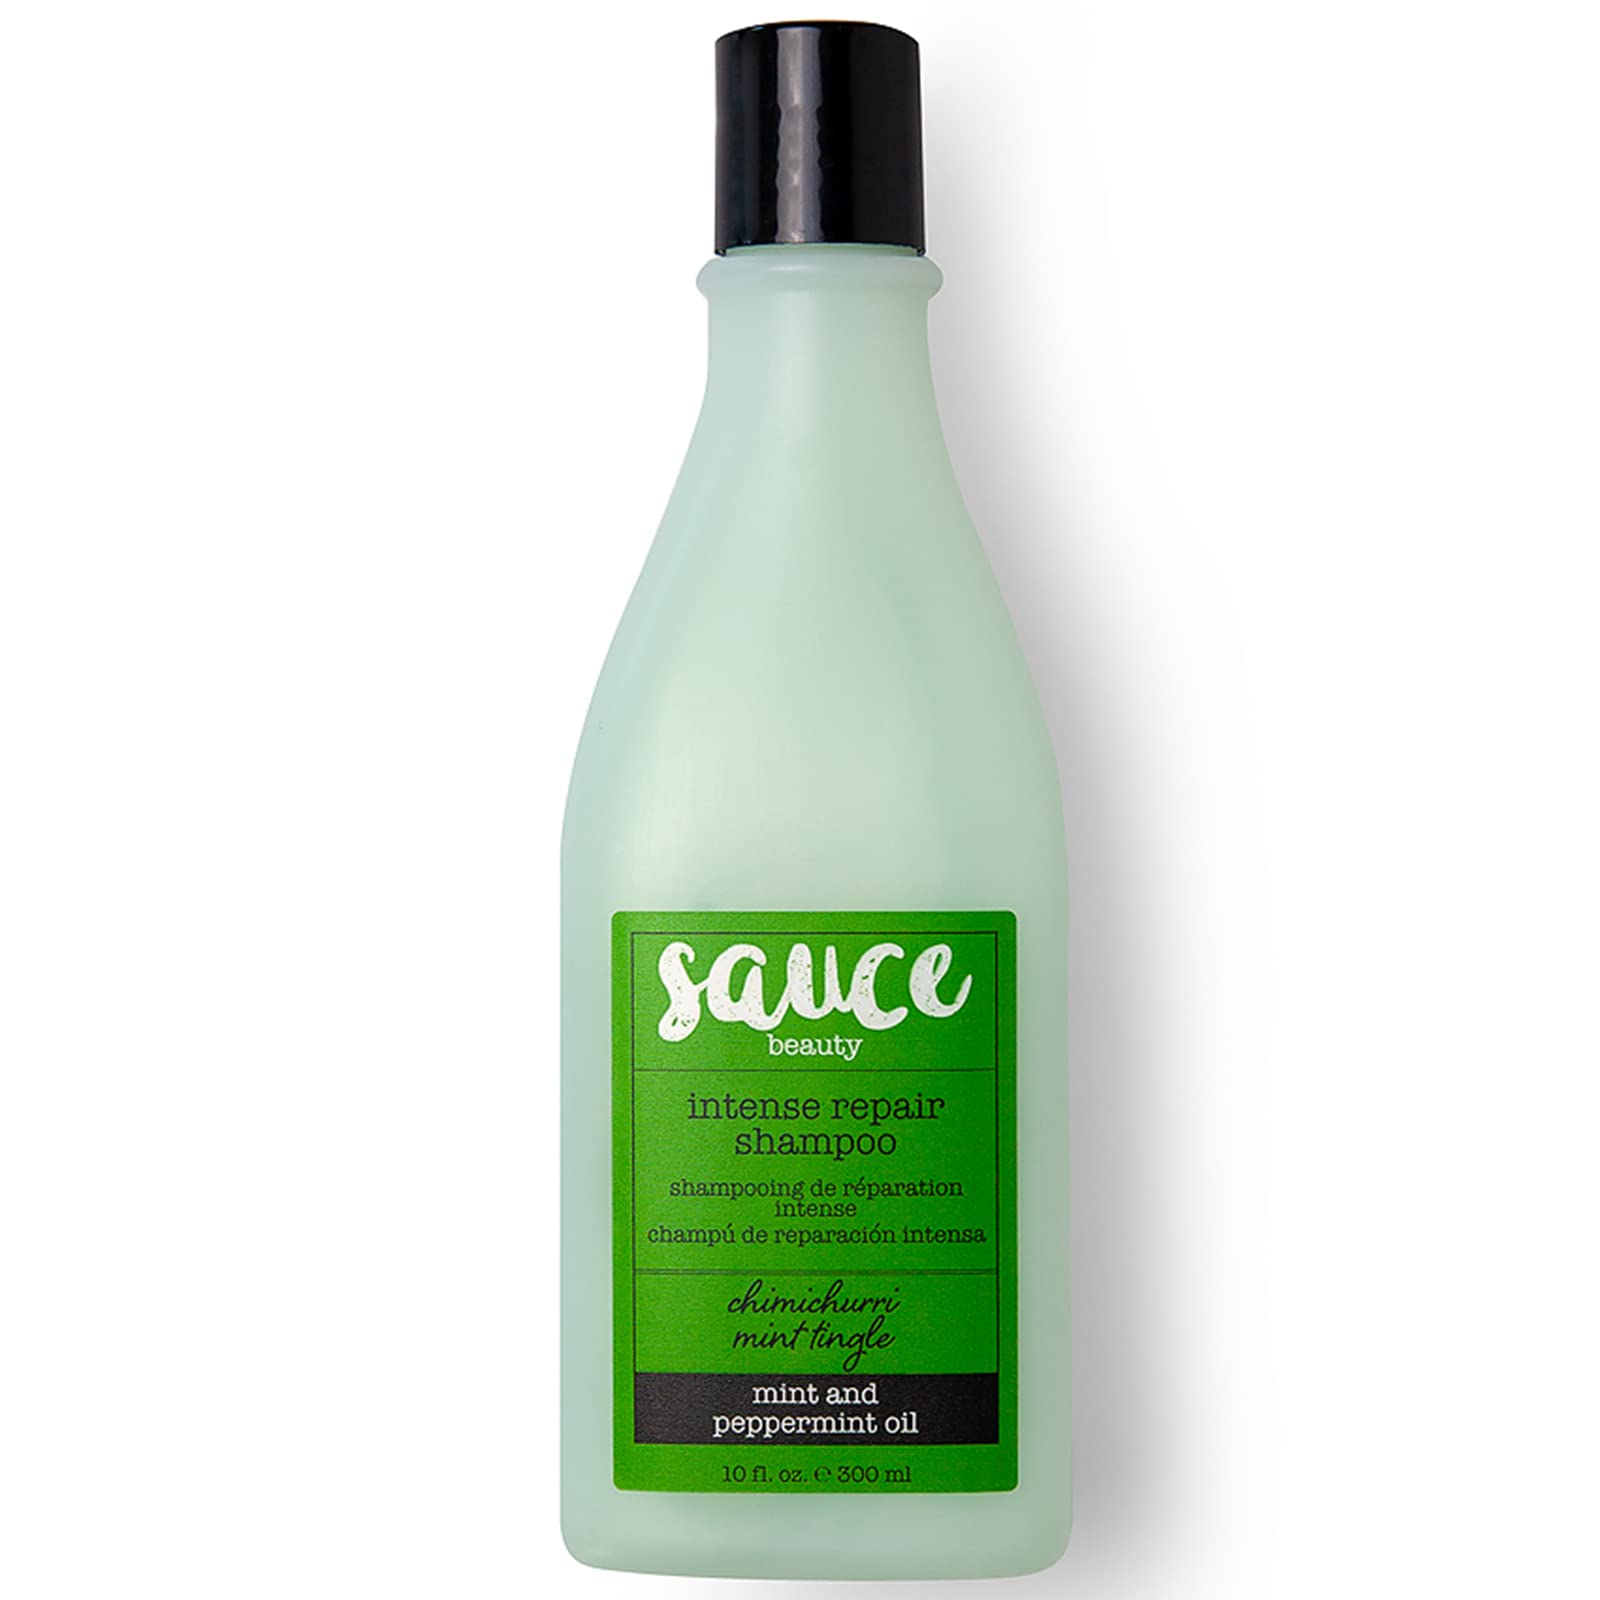 sauce
beauty
intense repair
shampoo
shampooing de réparation
intense
champú de reparación intensa
chimichurri
mint tingle
mint and
peppermint oil
10 fl. oz. ℮ 300 ml